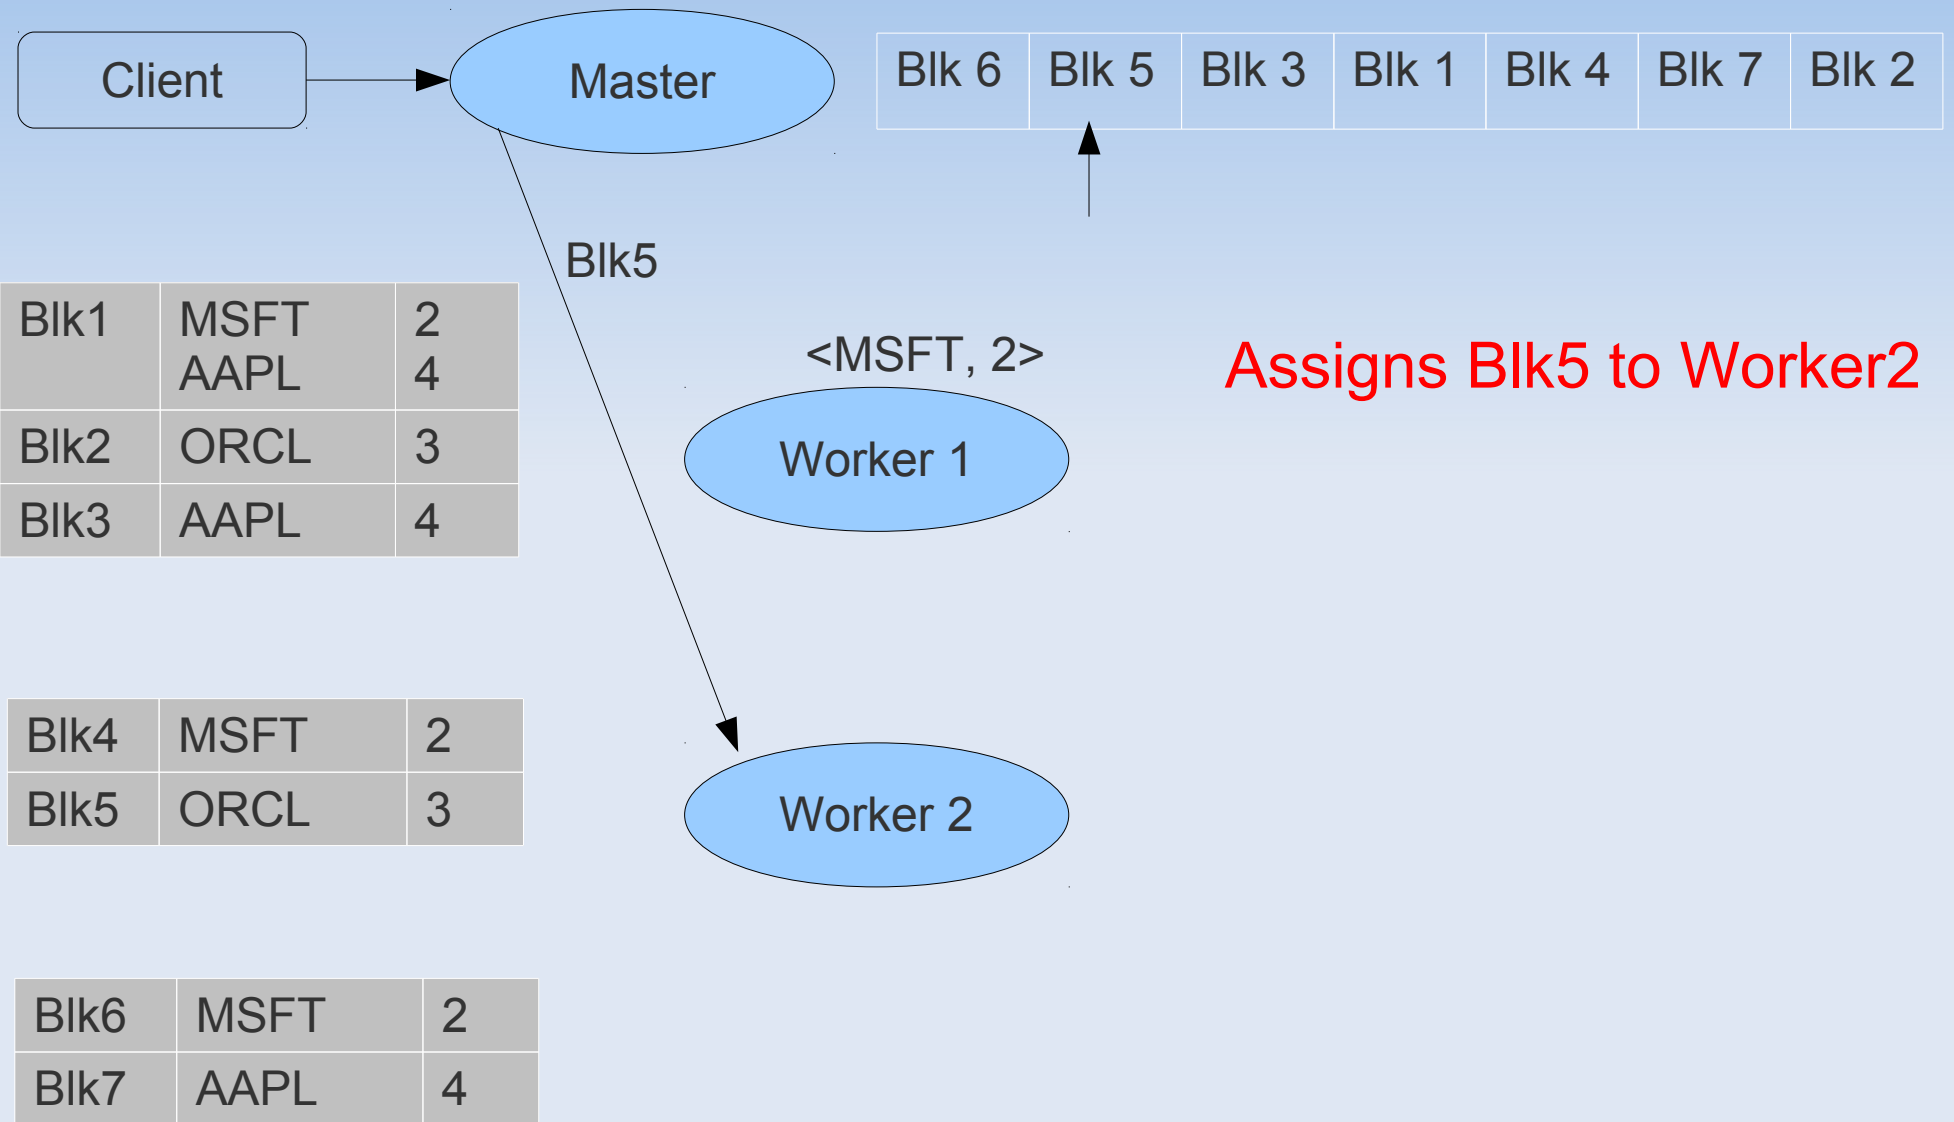 Client
Master
Blk 6 Blk 5 Blk 3 Blk 1 Blk 4 Blk 7 Blk 2
Blk5
Blk1 MSFT 2
AAPL 4
Blk2 ORCL 3
Blk3 AAPL 4
<MSFT, 2>
Assigns Blk5 to Worker2
Worker 1
Blk4 MSFT 2
Blk5 ORCL 3
Worker 2
Blk6 MSFT 2
Blk7 AAPL 4